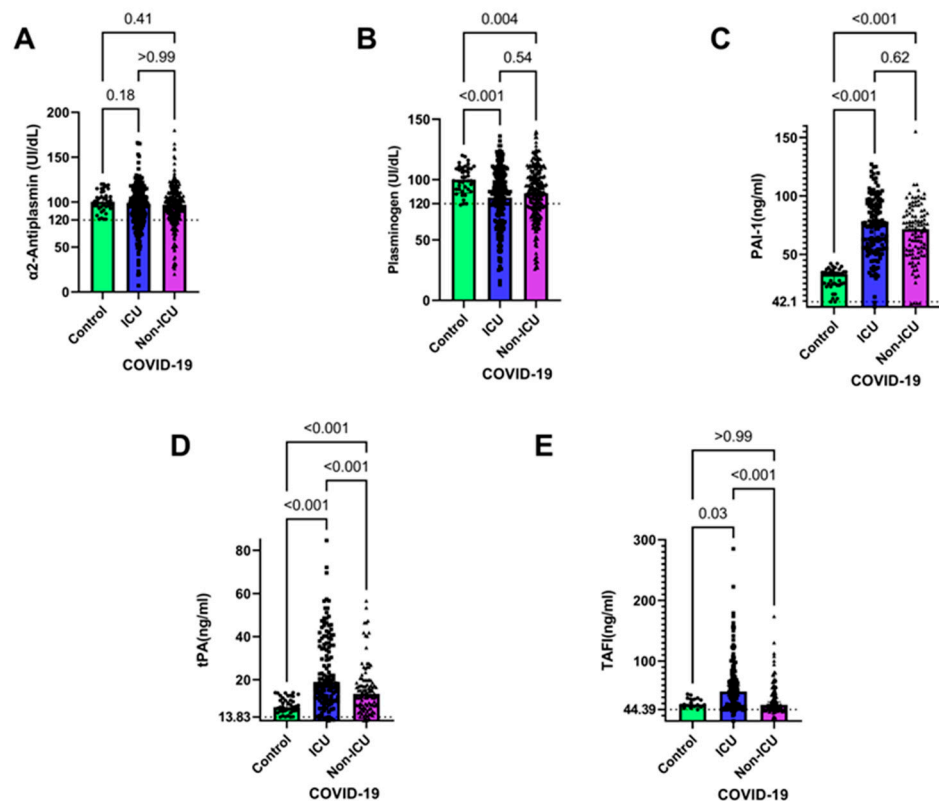 A
0.41
>0.99
0.18
α2-Antiplasmin (UI/dL)
200
150
100
120
50
0
Control
ICU
Non-ICU
COVID-19
B
0.004
0.54
<0.001
Plasminogen (UI/dL)
150
100
120
50
0
Control
ICU
Non-ICU
COVID-19
C
<0.001
0.62
<0.001
PAI-1(ng/ml)
150
100
50
42.1
Control
ICU
Non-ICU
COVID-19
D
<0.001
<0.001
<0.001
tPA(ng/ml)
80
60
40
20
13.83
Control
ICU
Non-ICU
COVID-19
E
>0.99
<0.001
0.03
TAFI(ng/ml)
300
200
100
44.39
Control
ICU
Non-ICU
COVID-19